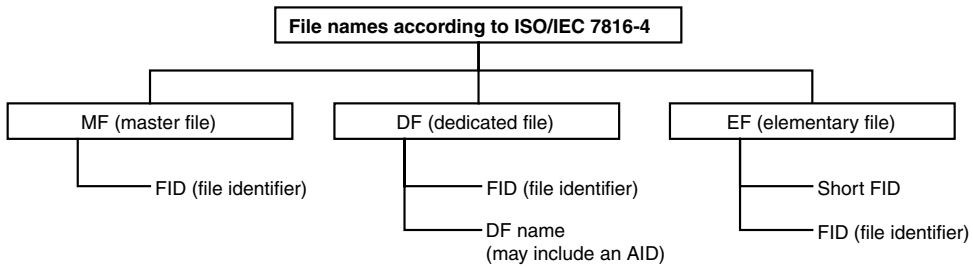 File names according to ISO/IEC 7816-4
MF (master file)
DF (dedicated file)
EF (elementary file)
FID (file identifier)
FID (file identifier)
DF name
(may include an AID)
Short FID
FID (file identifier)